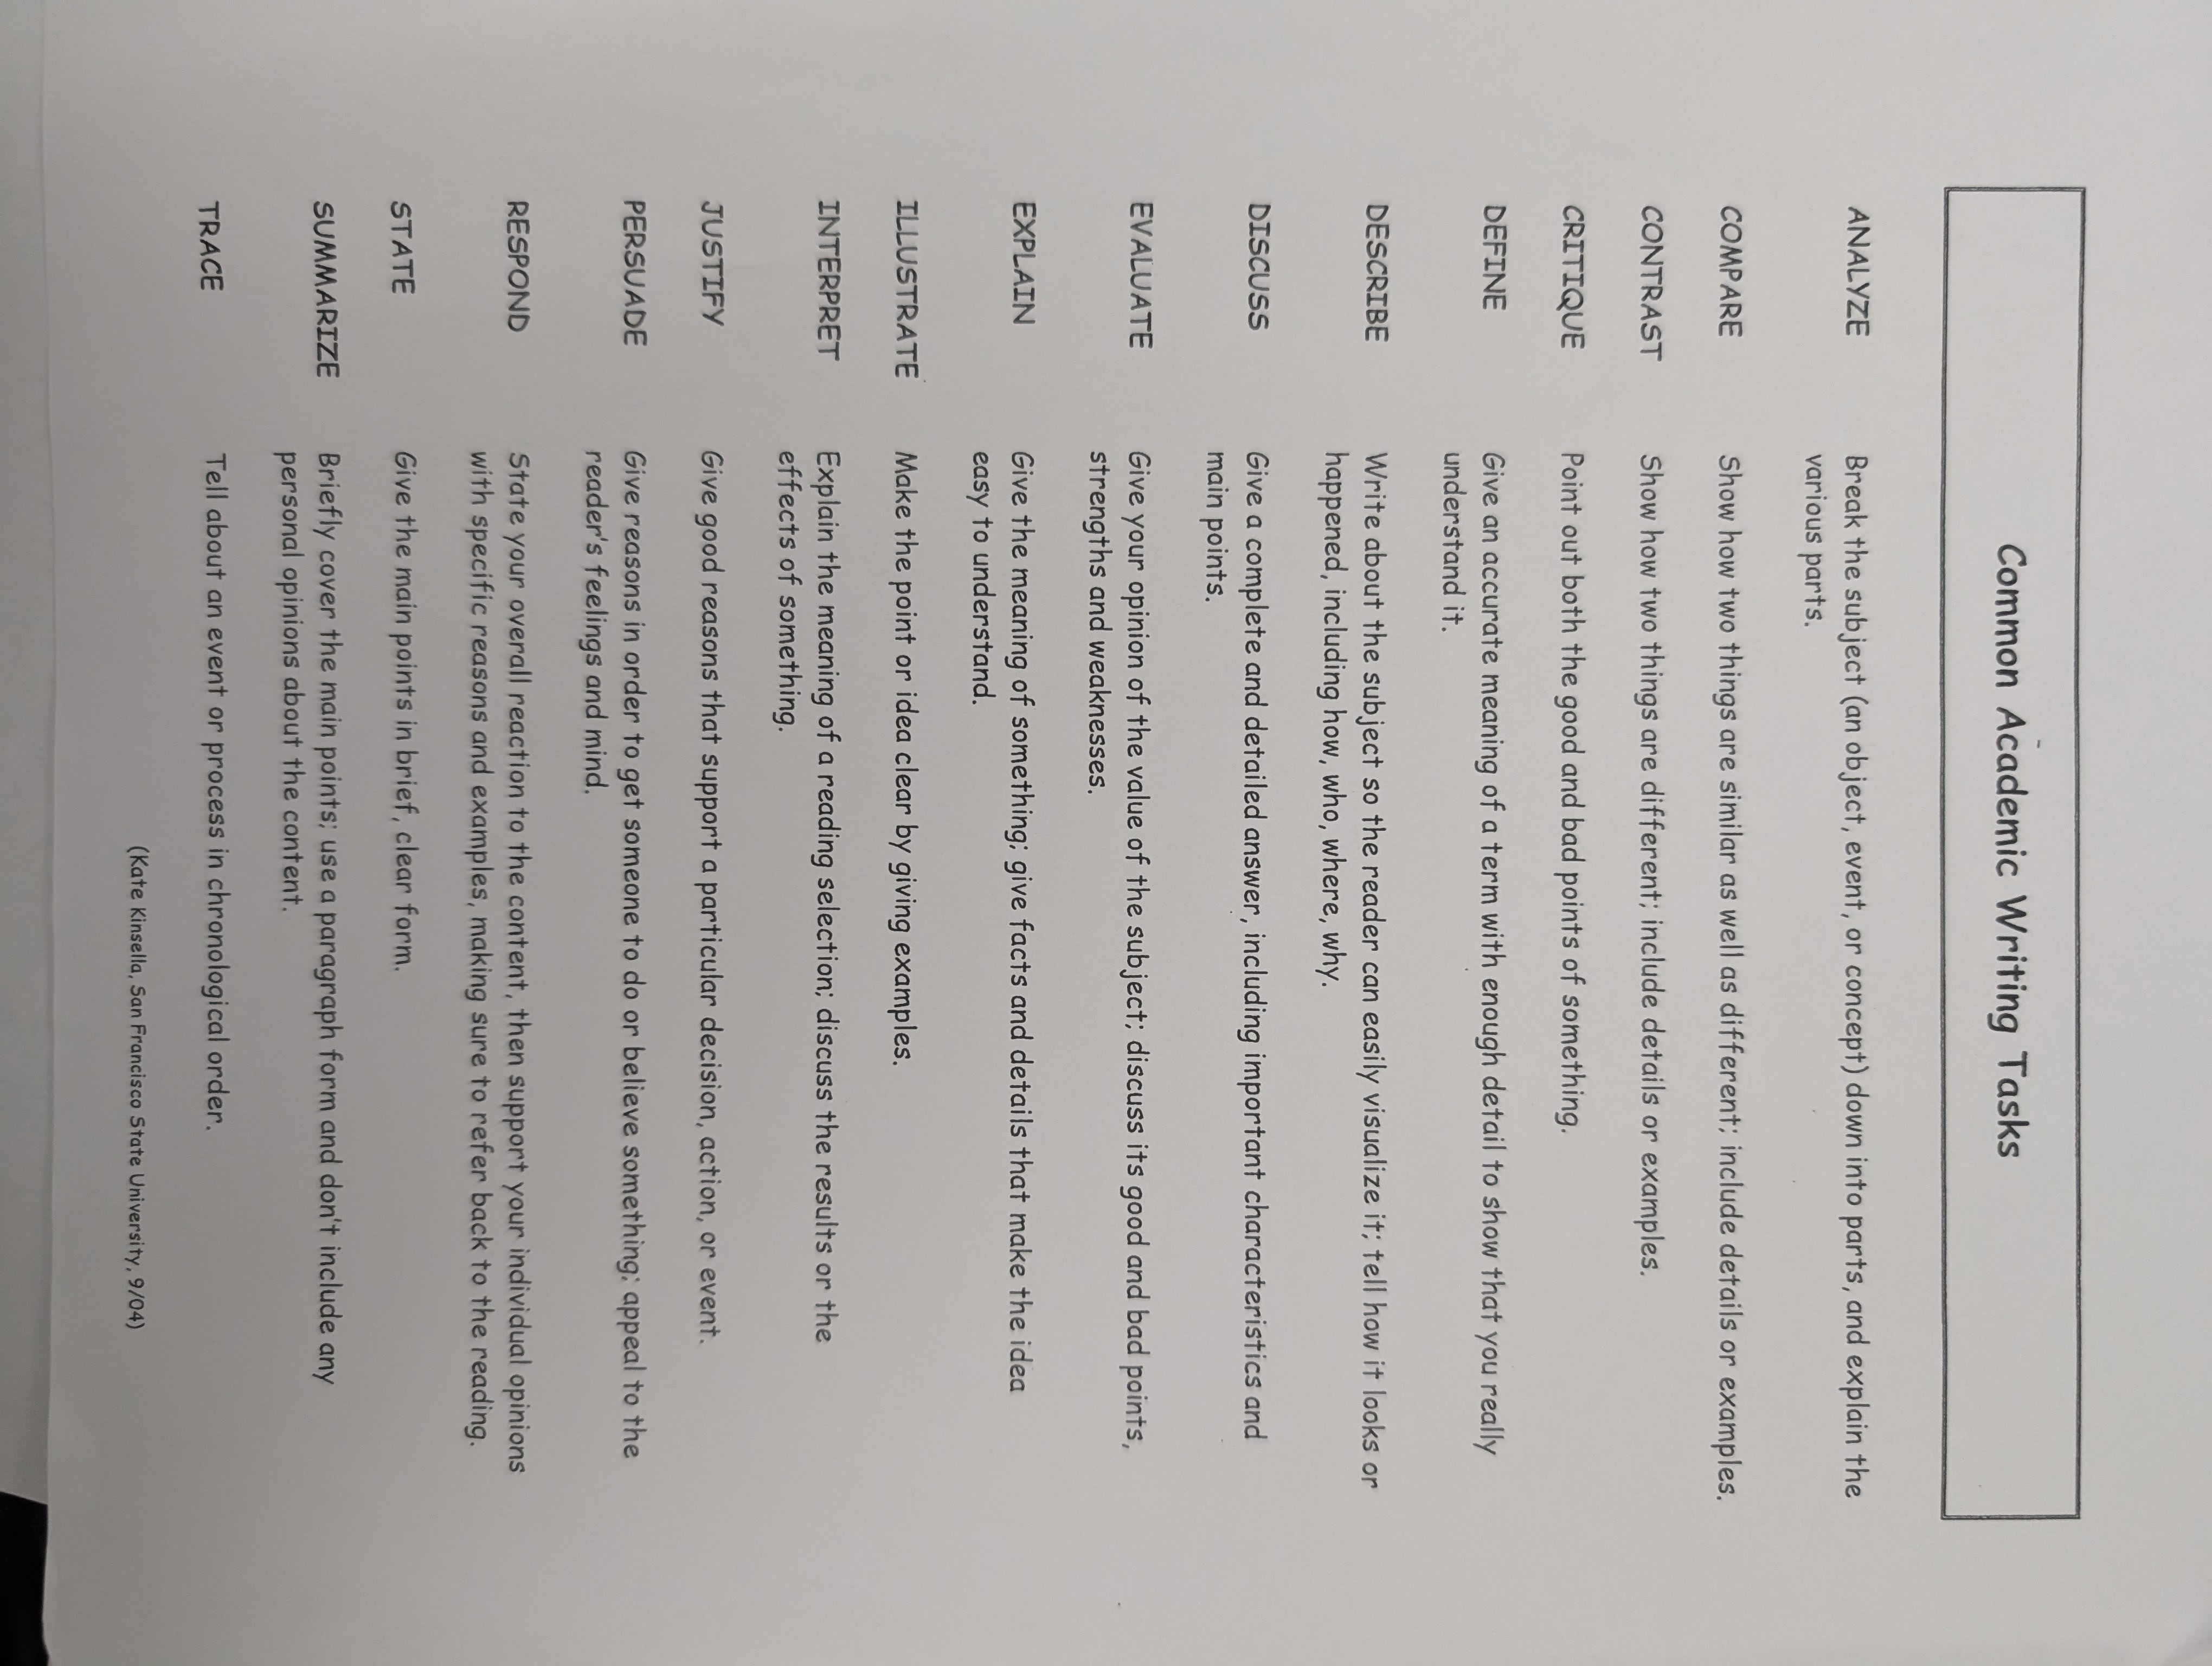 Common Academic Writing Tasks
ANALYZE Break the subject (an object, event, or concept) down into parts, and explain the
various parts.
COMPARE Show how two things are similar as well as different; include details or examples.
CONTRAST Show how two things are different; include details or examples.
CRITIQUE Point out both the good and bad points of something.
DEFINE Give an accurate meaning of a term with enough detail to show that you really
understand it.
DESCRIBE Write about the subject so the reader can easily visualize it; tell how it looks or
happened, including how, who, where, why.
DISCUSS Give a complete and detailed answer, including important characteristics and
main points.
EVALUATE Give your opinion of the value of the subject; discuss its good and bad points,
strengths and weaknesses.
EXPLAIN Give the meaning of something; give facts and details that make the idea
easy to understand.
ILLUSTRATE Make the point or idea clear by giving examples.
INTERPRET Explain the meaning of a reading selection; discuss the results or the
effects of something.
JUSTIFY Give good reasons that support a particular decision, action, or event.
PERSUADE Give reasons in order to get someone to do or believe something; appeal to the
reader's feelings and mind.
RESPOND State your overall reaction to the content, then support your individual opinions
with specific reasons and examples, making sure to refer back to the reading.
STATE Give the main points in brief, clear form.
SUMMARIZE Briefly cover the main points; use a paragraph form and don't include any
personal opinions about the content.
TRACE Tell about an event or process in chronological order.
(Kate Kinsella, San Francisco State University, 9/04)